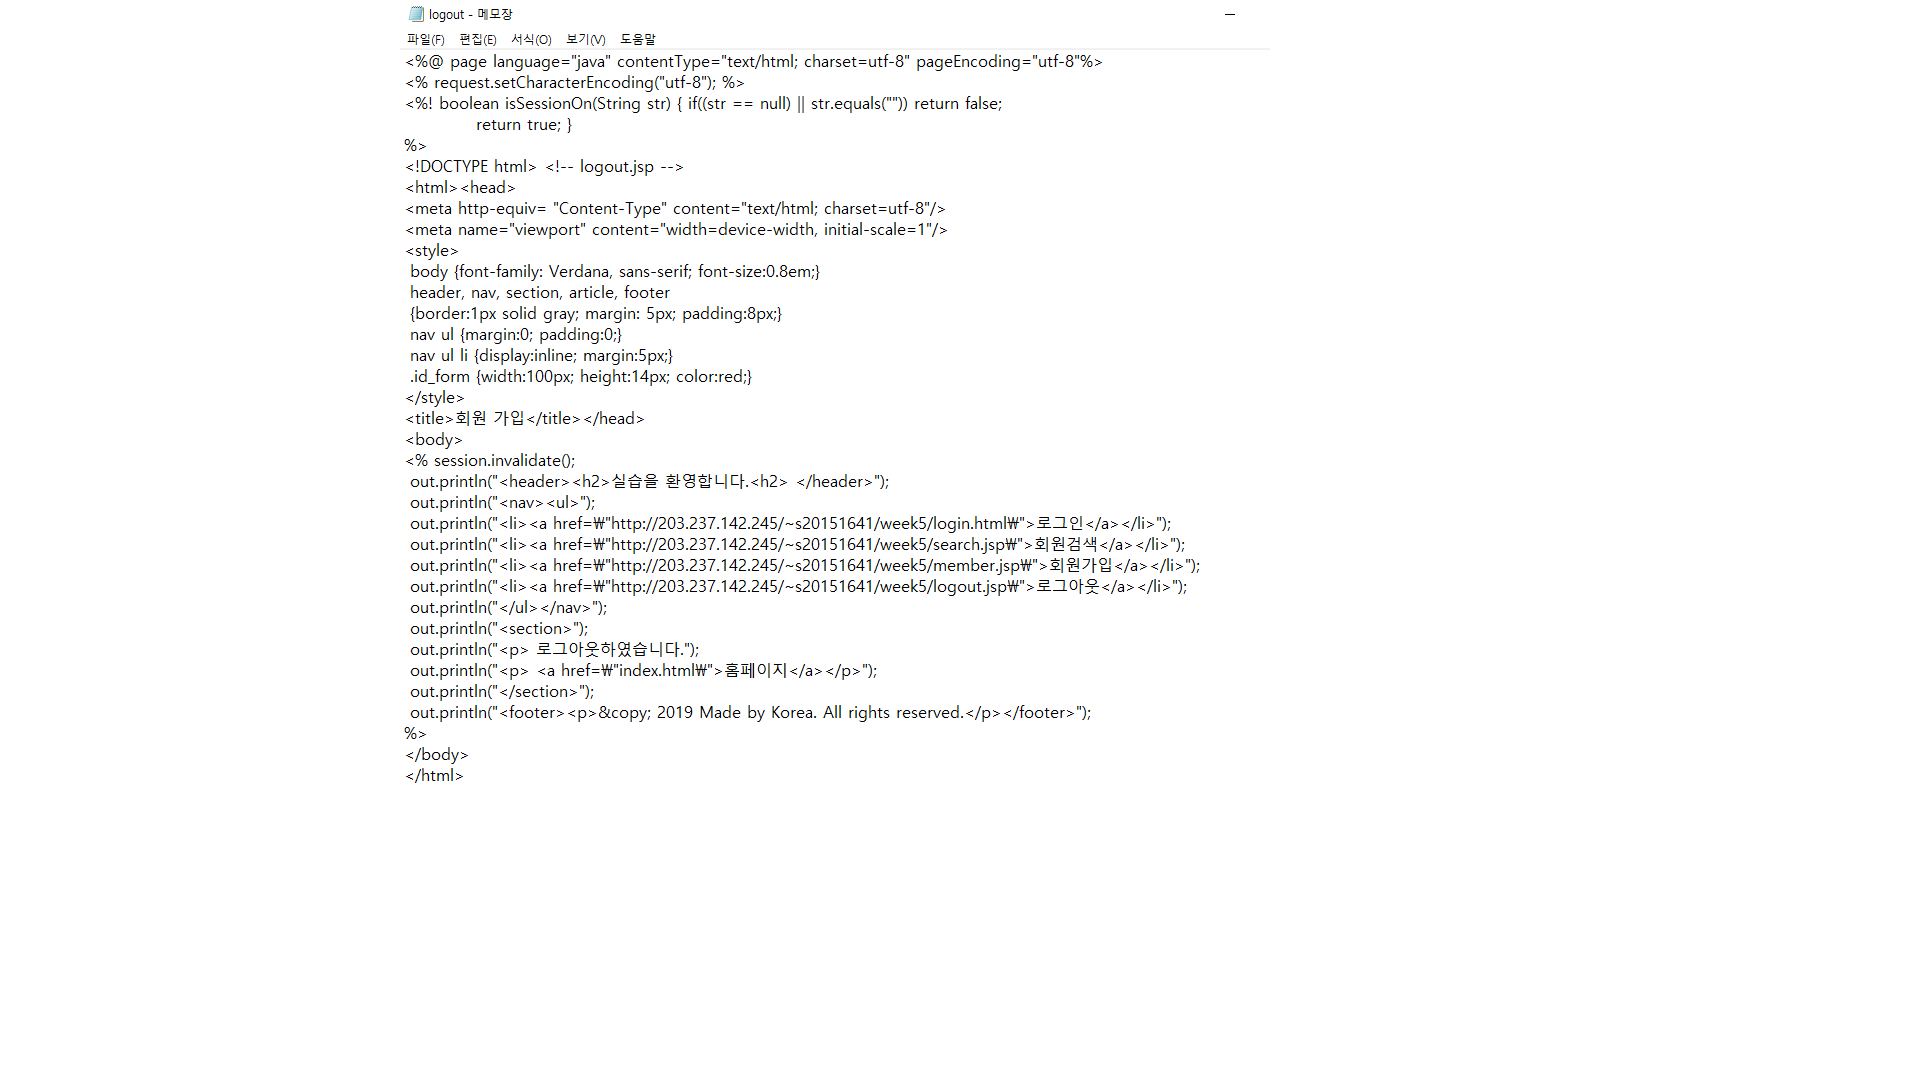 logout - 메모장
파일(F) 편집(E) 서식(O) 보기(V) 도움말
<%@ page language="java" contentType="text/html; charset=utf-8" pageEncoding="utf-8"%>
<% request.setCharacterEncoding("utf-8"); %>
<%! boolean isSessionOn(String str) { if((str == null) || str.equals("")) return false;
return true; }
%>
<!DOCTYPE html> <!-- logout.jsp -->
<html><head>
<meta http-equiv= "Content-Type" content="text/html; charset=utf-8"/>
<meta name="viewport" content="width=device-width, initial-scale=1"/>
<style>
body {font-family: Verdana, sans-serif; font-size:0.8em;}
header, nav, section, article, footer
{border:1px solid gray; margin: 5px; padding:8px;}
nav ul {margin:0; padding:0;}
nav ul li {display:inline; margin:5px;}
.id_form {width:100px; height:14px; color:red;}
</style>
<title>회원 가입</title></head>
<body>
<% session.invalidate();
out.println("<header><h2>실습을 환영합니다.<h2> </header>");
out.println("<nav><ul>");
out.println("<li><a href=₩"http://203.237.142.245/~s20151641/week5/login.html₩">로그인</a></li>");
out.println("<li><a href=₩"http://203.237.142.245/~s20151641/week5/search.jsp₩">회원검색</a></li>");
out.println("<li><a href=₩"http://203.237.142.245/~s20151641/week5/member.jsp₩">회원가입</a></li>");
out.println("<li><a href=₩"http://203.237.142.245/~s20151641/week5/logout.jsp₩">로그아웃</a></li>");
out.println("</ul></nav>");
out.println("<section>");
out.println("<p> 로그아웃하였습니다.");
out.println("<p> <a href=₩"index.html₩">홈페이지</a></p>");
out.println("</section>");
out.println("<footer><p>&copy; 2019 Made by Korea. All rights reserved.</p></footer>");
%>
</body>
</html>